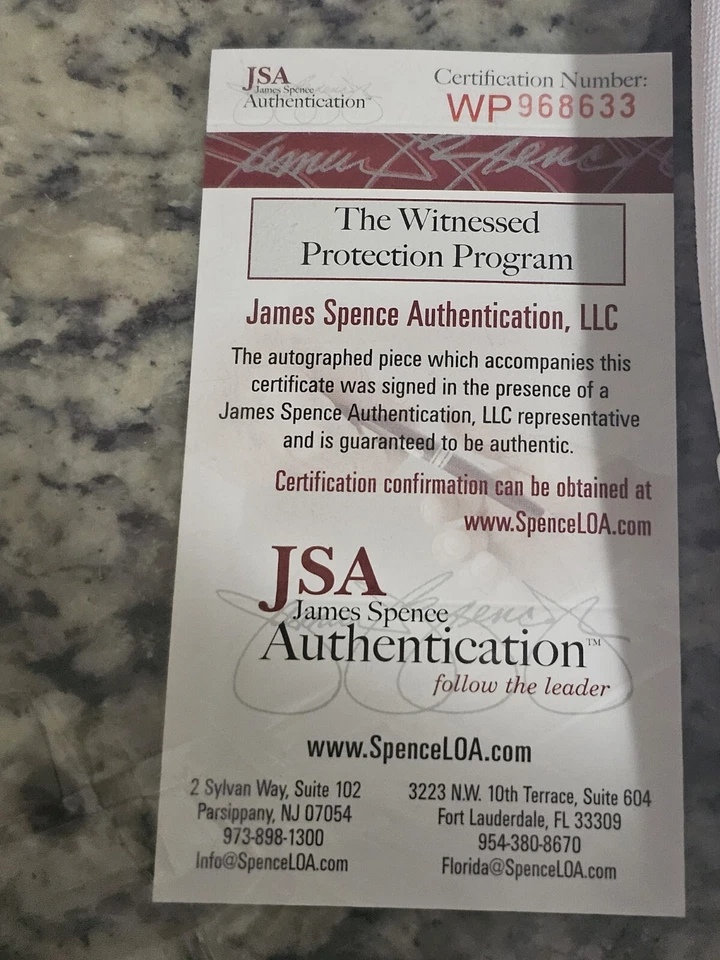 JSA
James Spence
Authentication™
Certification Number:
WP968633
The Witnessed
Protection Program
James Spence Authentication, LLC
The autographed piece which accompanies this
certificate was signed in the presence of a
James Spence Authentication, LLC representative
and is guaranteed to be authentic.
Certification confirmation can be obtained at
www.SpenceLOA.com
JSA
James Spence
Authentication™
follow the leader
www.SpenceLOA.com
2 Sylvan Way, Suite 102
Parsippany, NJ 07054
973-898-1300
Info@SpenceLOA.com
3223 N.W. 10th Terrace, Suite 604
Fort Lauderdale, FL 33309
954-380-8670
Florida@SpenceLOA.com